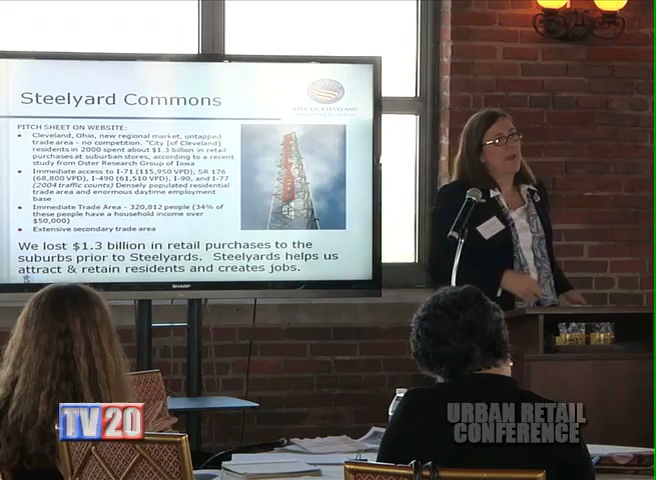 Steelyard Commons
CITY OF CLEVELAND
PITCH SHEET ON WEBSITE:
Cleveland, Ohio, new regional market, untapped
trade area - no competition. "City [of Cleveland]
residents in 2000 spent about $1.3 billion in retail
purchases at suburban stores, according to a recent
study from Oster Research Group of Iowa
Immediate access to I-71 (115,950 VPD), SR 176
(68,800 VPD), I-490 (61,510 VPD), I-90, and I-77
(2004 traffic counts) Densely populated residential
trade area and enormous daytime employment
base
Immediate Trade Area - 320,812 people (34% of
these people have a household income over
$50,000)
Extensive secondary trade area
We lost $1.3 billion in retail purchases to the
suburbs prior to Steelyards. Steelyards helps us
attract & retain residents and creates jobs.
SHARP
TV20
URBAN RETAIL
CONFERENCE